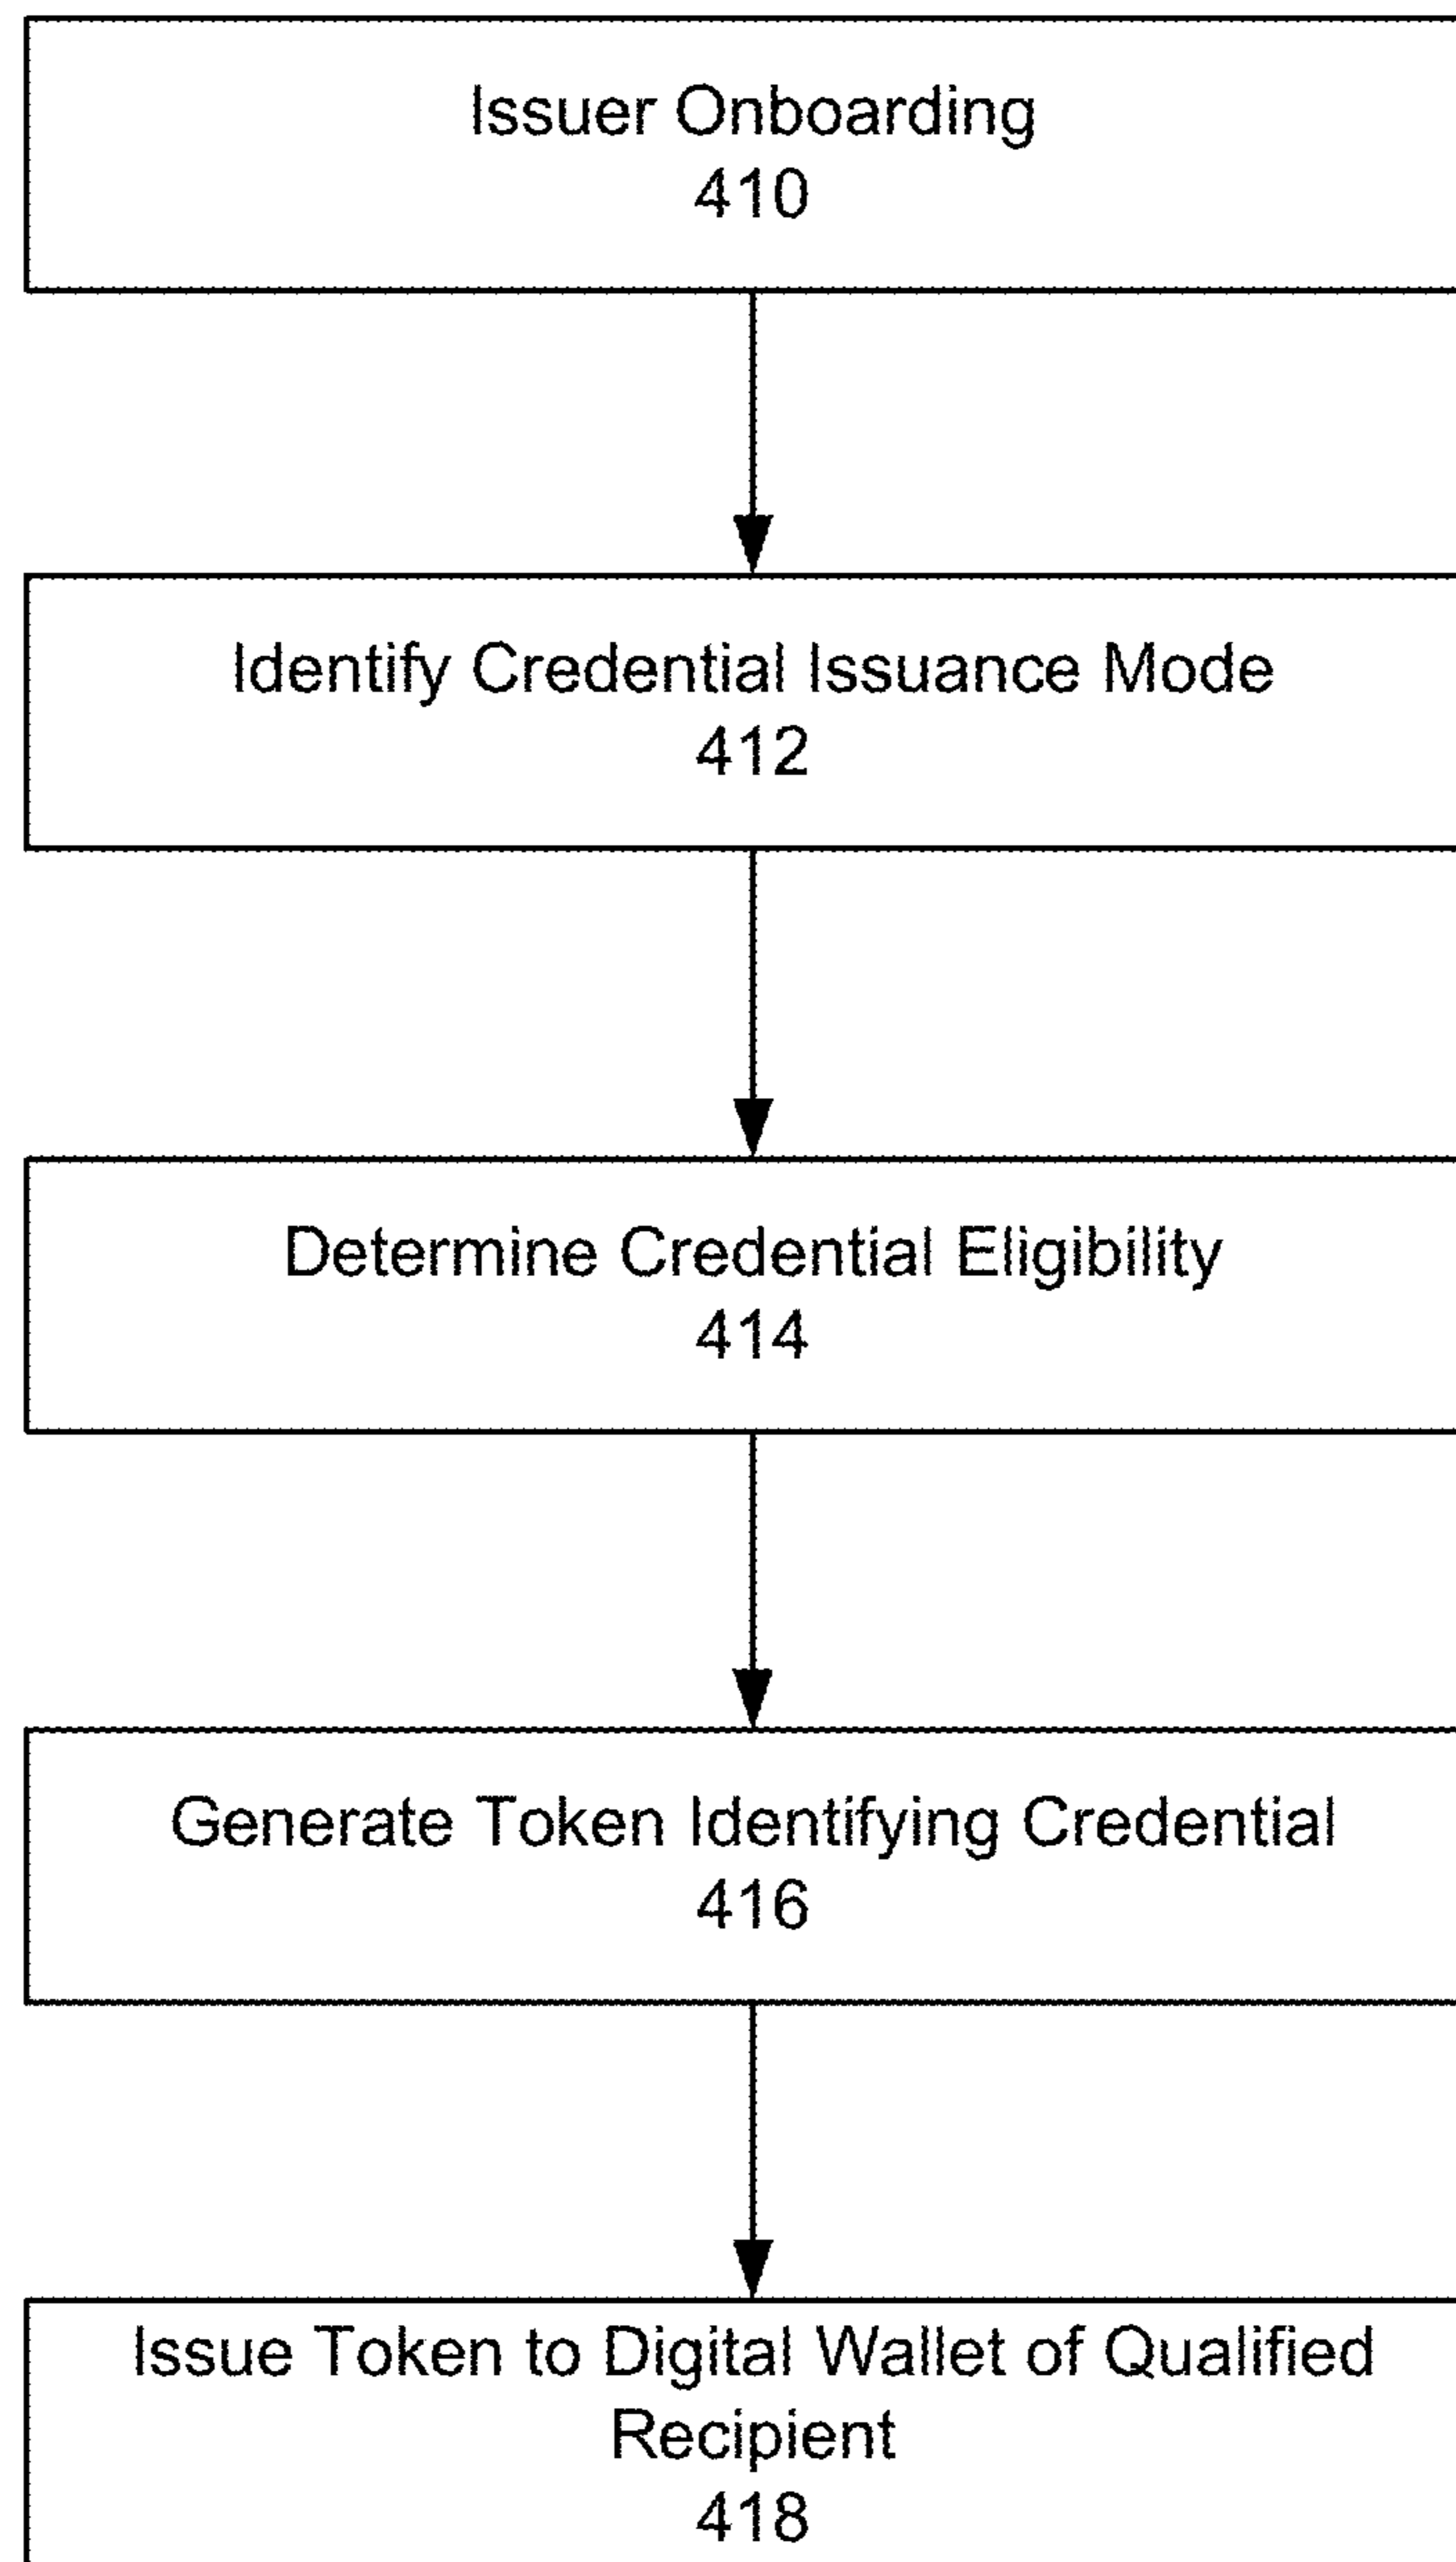 Issuer Onboarding
410
Identify Credential Issuance Mode
412
Determine Credential Eligibility
414
Generate Token Identifying Credential
416
Issue Token to Digital Wallet of Qualified
Recipient
418